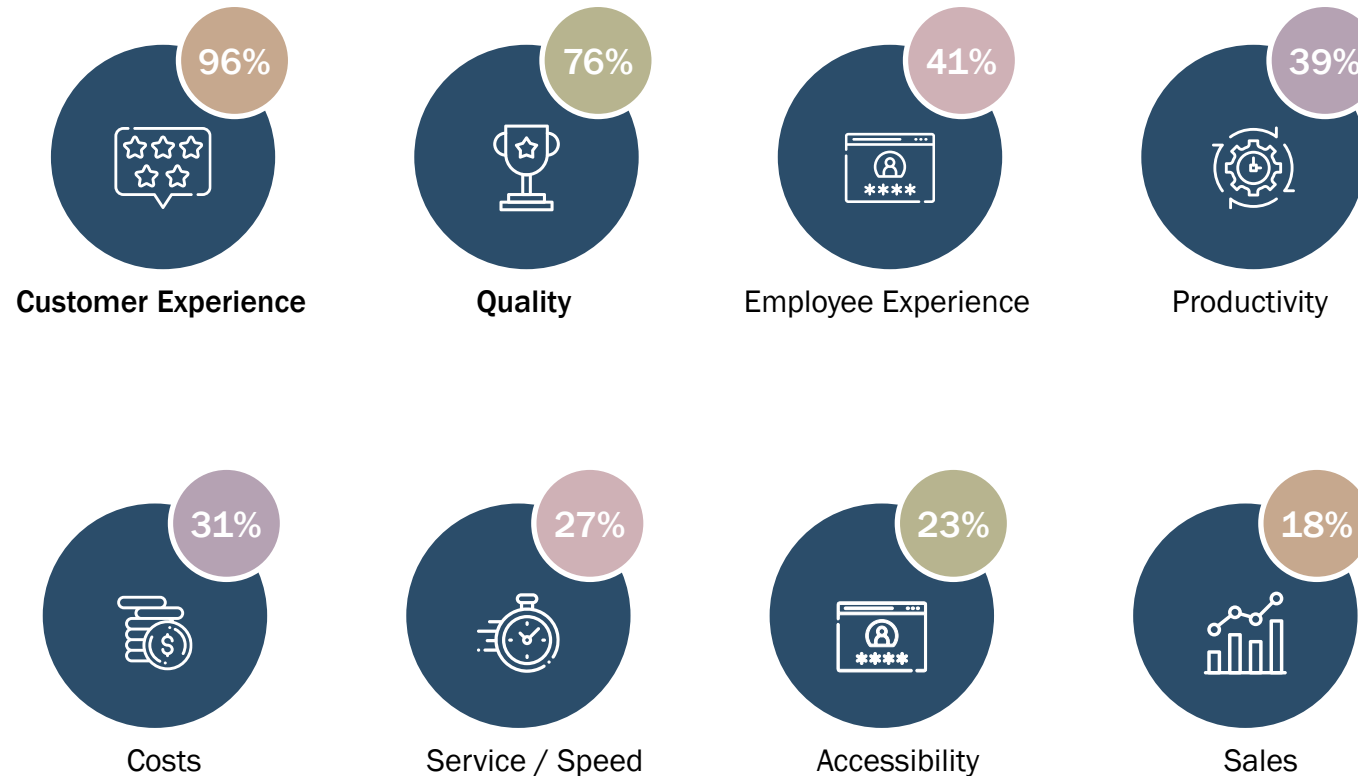 96% 76% 41% 39%
Customer Experience Quality Employee Experience Productivity
31% 27% 23% 18%
$
Costs Service / Speed Accessibility Sales